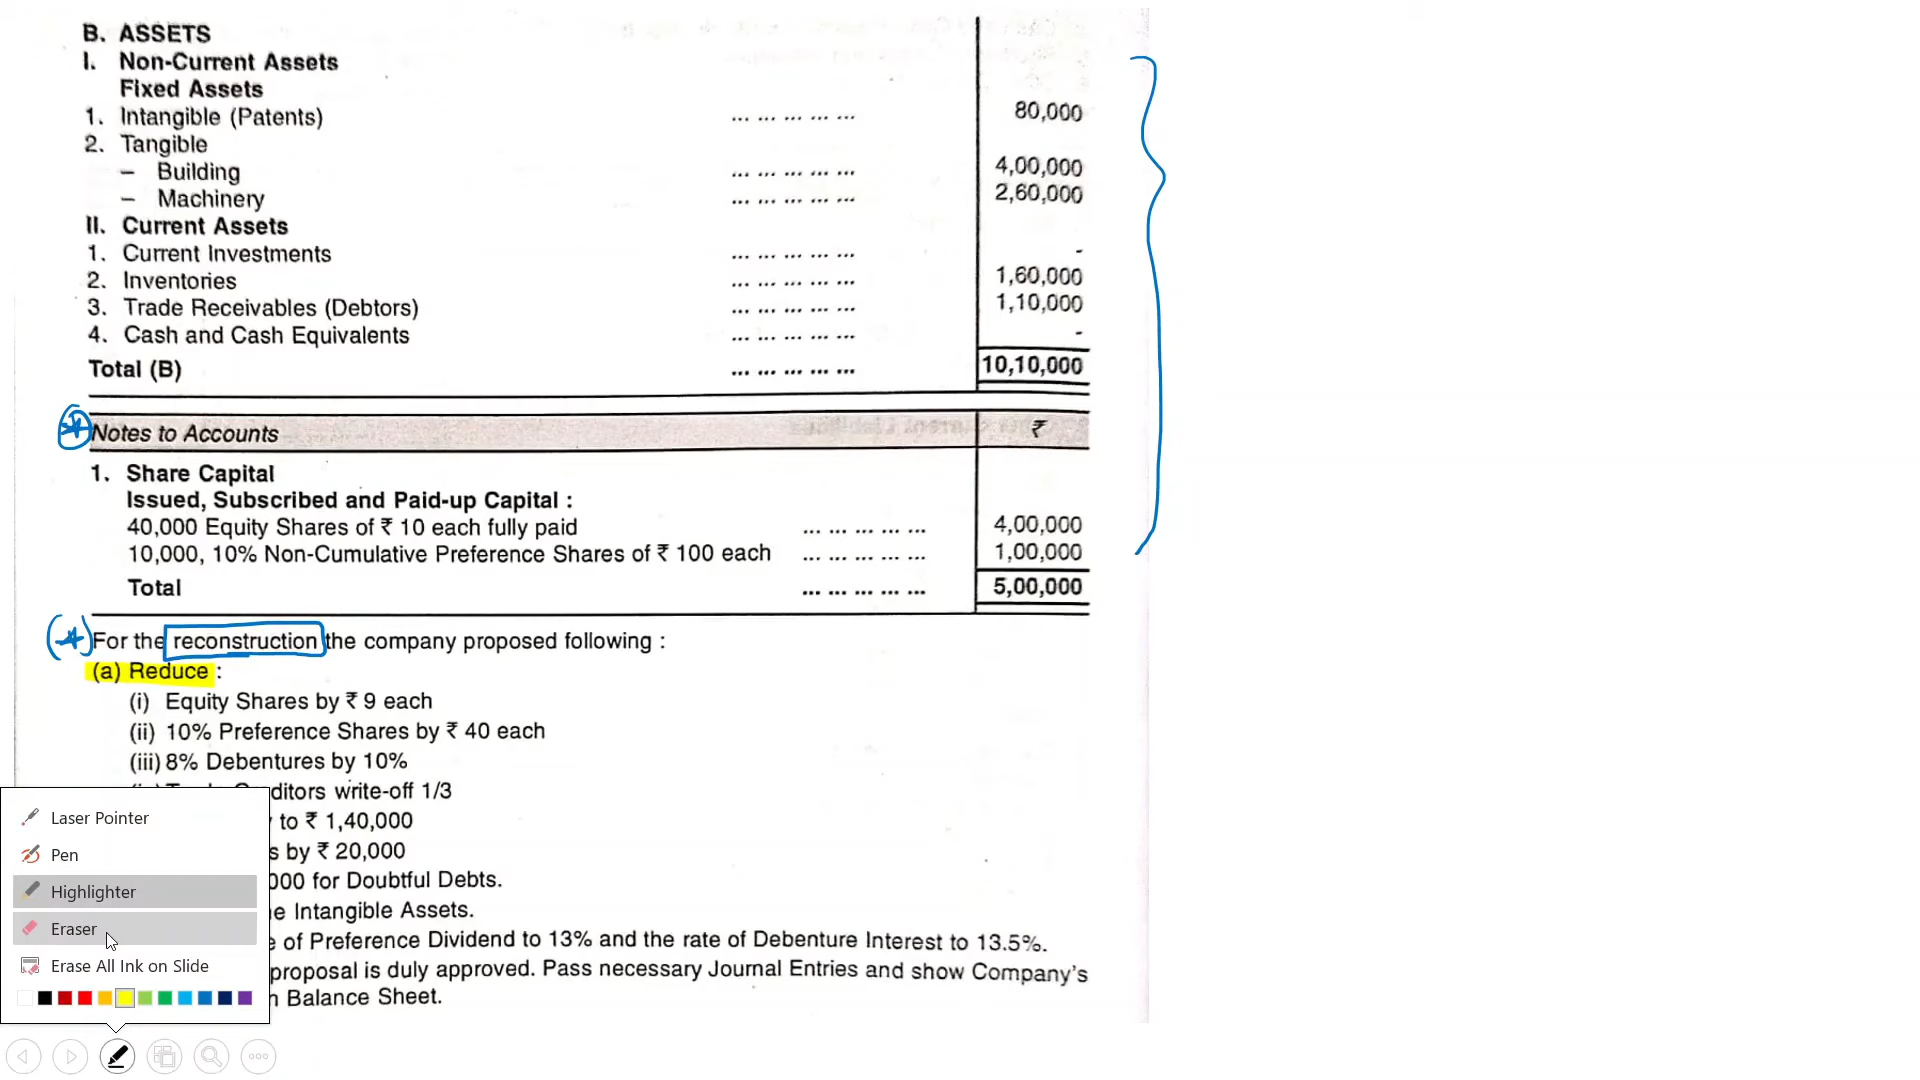 B. ASSETS
I. Non-Current Assets
Fixed Assets
1. Intangible (Patents) ... ... ... ... ... 80,000
2. Tangible
– Building ... ... ... ... ... 4,00,000
– Machinery ... ... ... ... ... 2,60,000
II. Current Assets
1. Current Investments ... ... ... ... ... -
2. Inventories ... ... ... ... ... 1,60,000
3. Trade Receivables (Debtors) ... ... ... ... ... 1,10,000
4. Cash and Cash Equivalents ... ... ... ... ... -
Total (B) ... ... ... ... ... 10,10,000
Notes to Accounts ₹
1. Share Capital
Issued, Subscribed and Paid-up Capital :
40,000 Equity Shares of ₹ 10 each fully paid ... ... ... ... ... 4,00,000
10,000, 10% Non-Cumulative Preference Shares of ₹ 100 each ... ... ... ... ... 1,00,000
Total ... ... ... ... ... 5,00,000
For the reconstruction the company proposed following :
(a) Reduce :
(i) Equity Shares by ₹ 9 each
(ii) 10% Preference Shares by ₹ 40 each
(iii) 8% Debentures by 10%
write-off 1/3
to ₹ 1,40,000
s by ₹ 20,000
000 for Doubtful Debts.
Intangible Assets.
of Preference Dividend to 13% and the rate of Debenture Interest to 13.5%.
proposal is duly approved. Pass necessary Journal Entries and show Company's
Balance Sheet.
Laser Pointer
Pen
Highlighter
Eraser
Erase All Ink on Slide